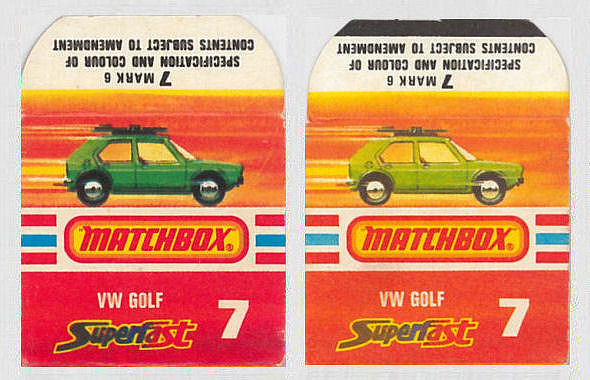 CONTENTS SUBJECT TO AMENDMENT
SPECIFICATION AND COLOUR OF
7 MARK 6
MATCHBOX®
VW GOLF
7
Superfast
CONTENTS SUBJECT TO AMENDMENT
SPECIFICATION AND COLOUR OF
7 MARK 6
MATCHBOX®
VW GOLF
7
Superfast